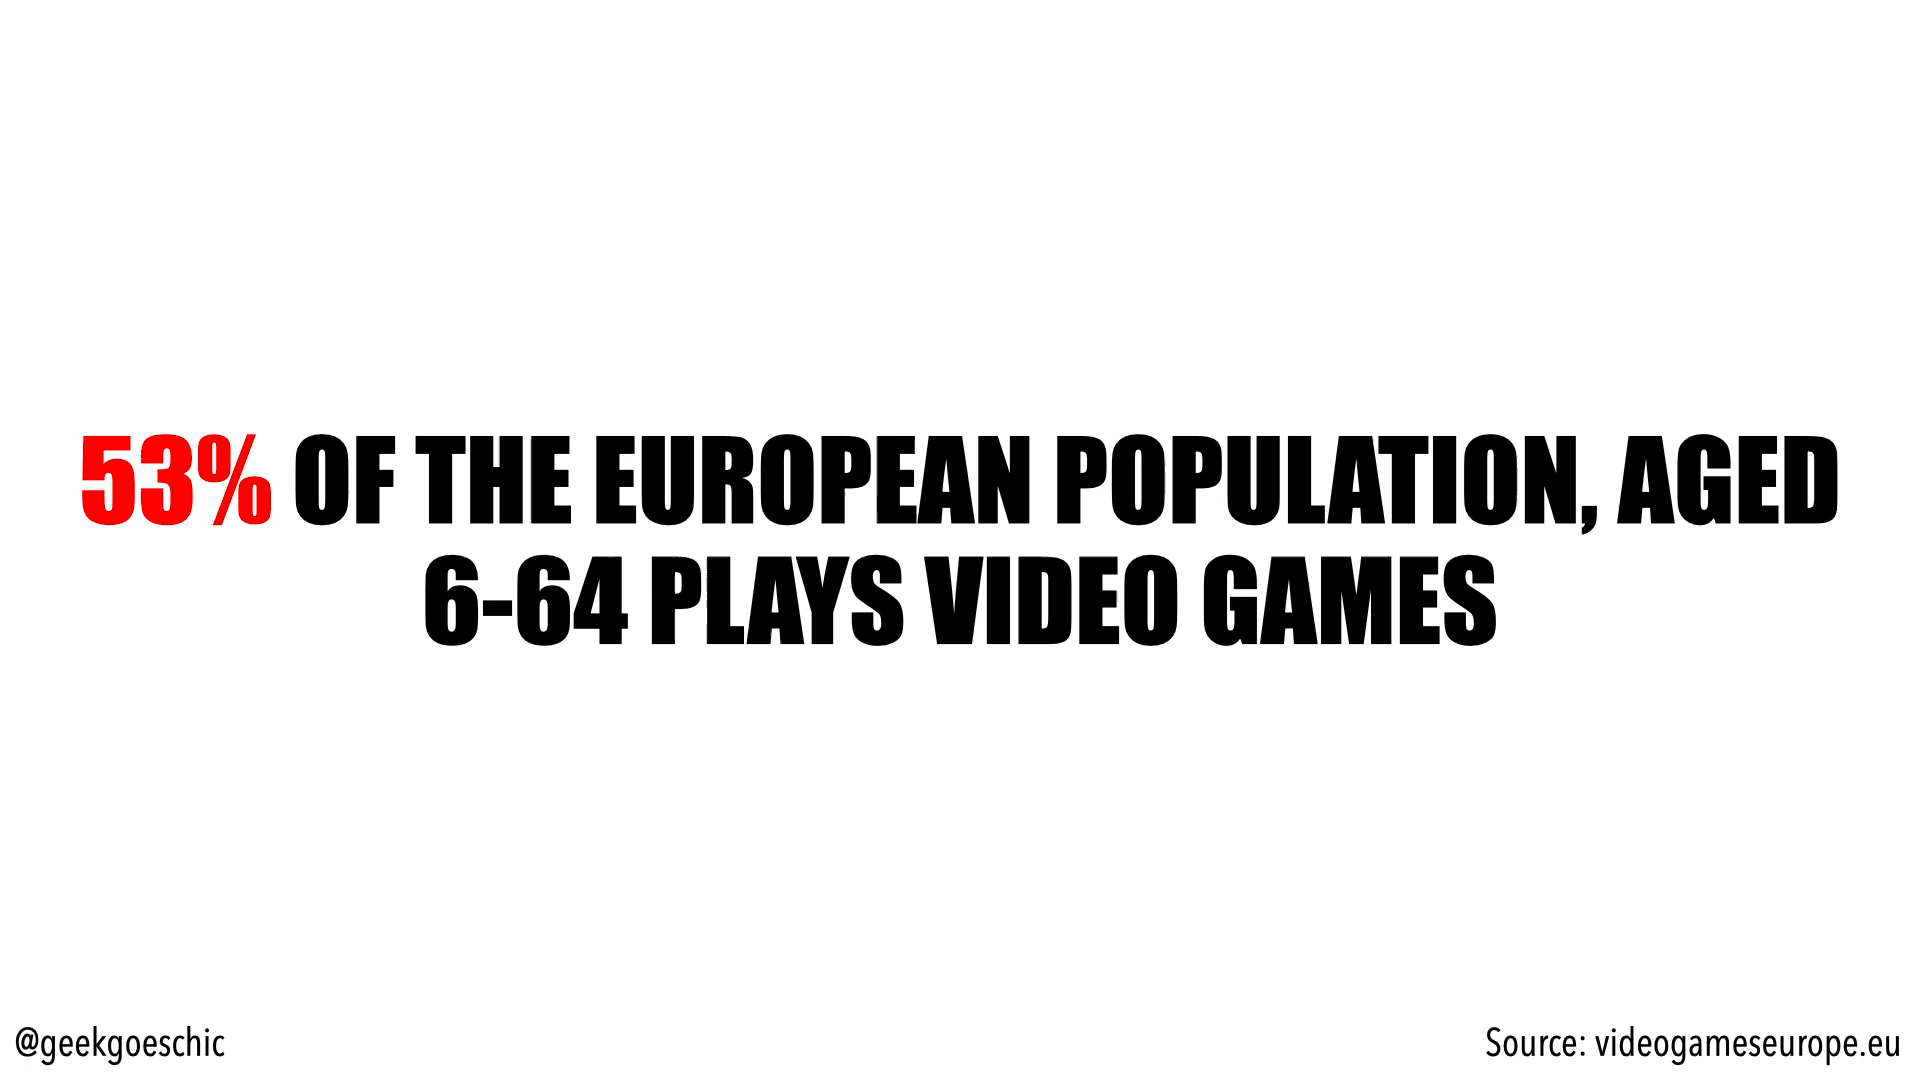 53% OF THE EUROPEAN POPULATION, AGED
6-64 PLAYS VIDEO GAMES
@geekgoeschic
Source: videogameseurope.eu